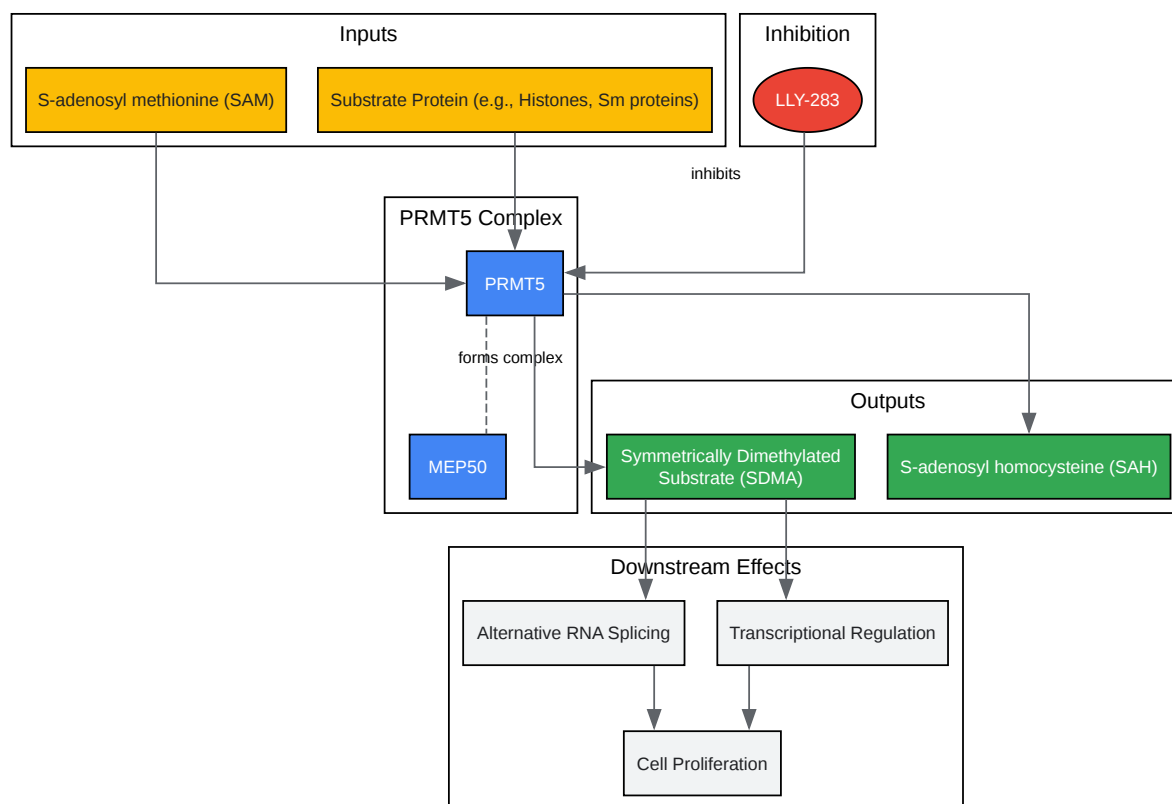 Inputs
Inhibition
S-adenosyl methionine (SAM)
Substrate Protein (e.g., Histones, Sm proteins)
LLY-283
inhibits
PRMT5 Complex
PRMT5
forms complex
Outputs
MEP50
Symmetrically Dimethylated
Substrate (SDMA)
S-adenosyl homocysteine (SAH)
Downstream Effects
Alternative RNA Splicing
Transcriptional Regulation
Cell Proliferation